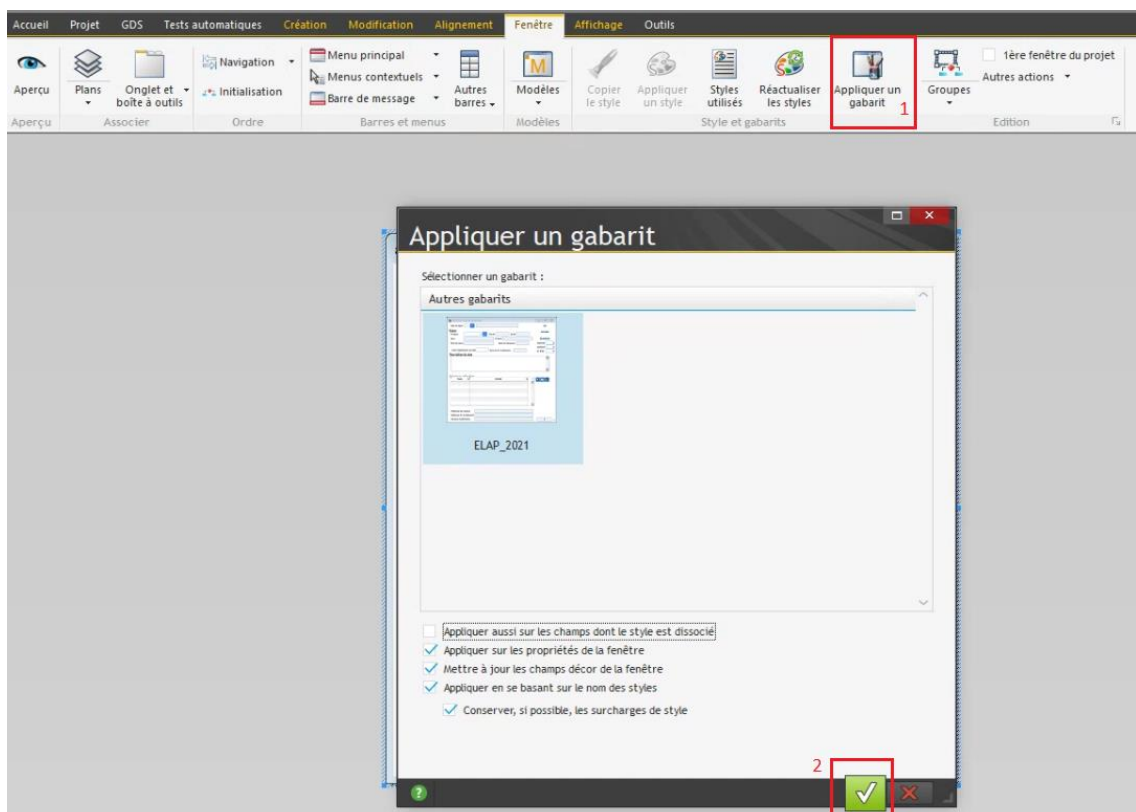 Accueil Projet GDS Tests automatiques Création Modification Alignement Fenêtre Affichage Outils
Aperçu
Plans
Onglet et boîte à outils
Navigation
Initialisation
Menu principal
Menus contextuels
Barre de message
Autres barres
Modèles
Copier le style
Appliquer un style
Styles utilisés
Réactualiser les styles
Appliquer un gabarit
1
Groupes
1ère fenêtre du projet
Autres actions
Aperçu Associer Ordre Barres et menus Modèles Style et gabarits Edition
Appliquer un gabarit
Sélectionner un gabarit :
Autres gabarits
ELAP_2021
Appliquer aussi sur les champs dont le style est dissocié
Appliquer sur les propriétés de la fenêtre
Mettre à jour les champs décor de la fenêtre
Appliquer en se basant sur le nom des styles
Conserver, si possible, les surcharges de style
2